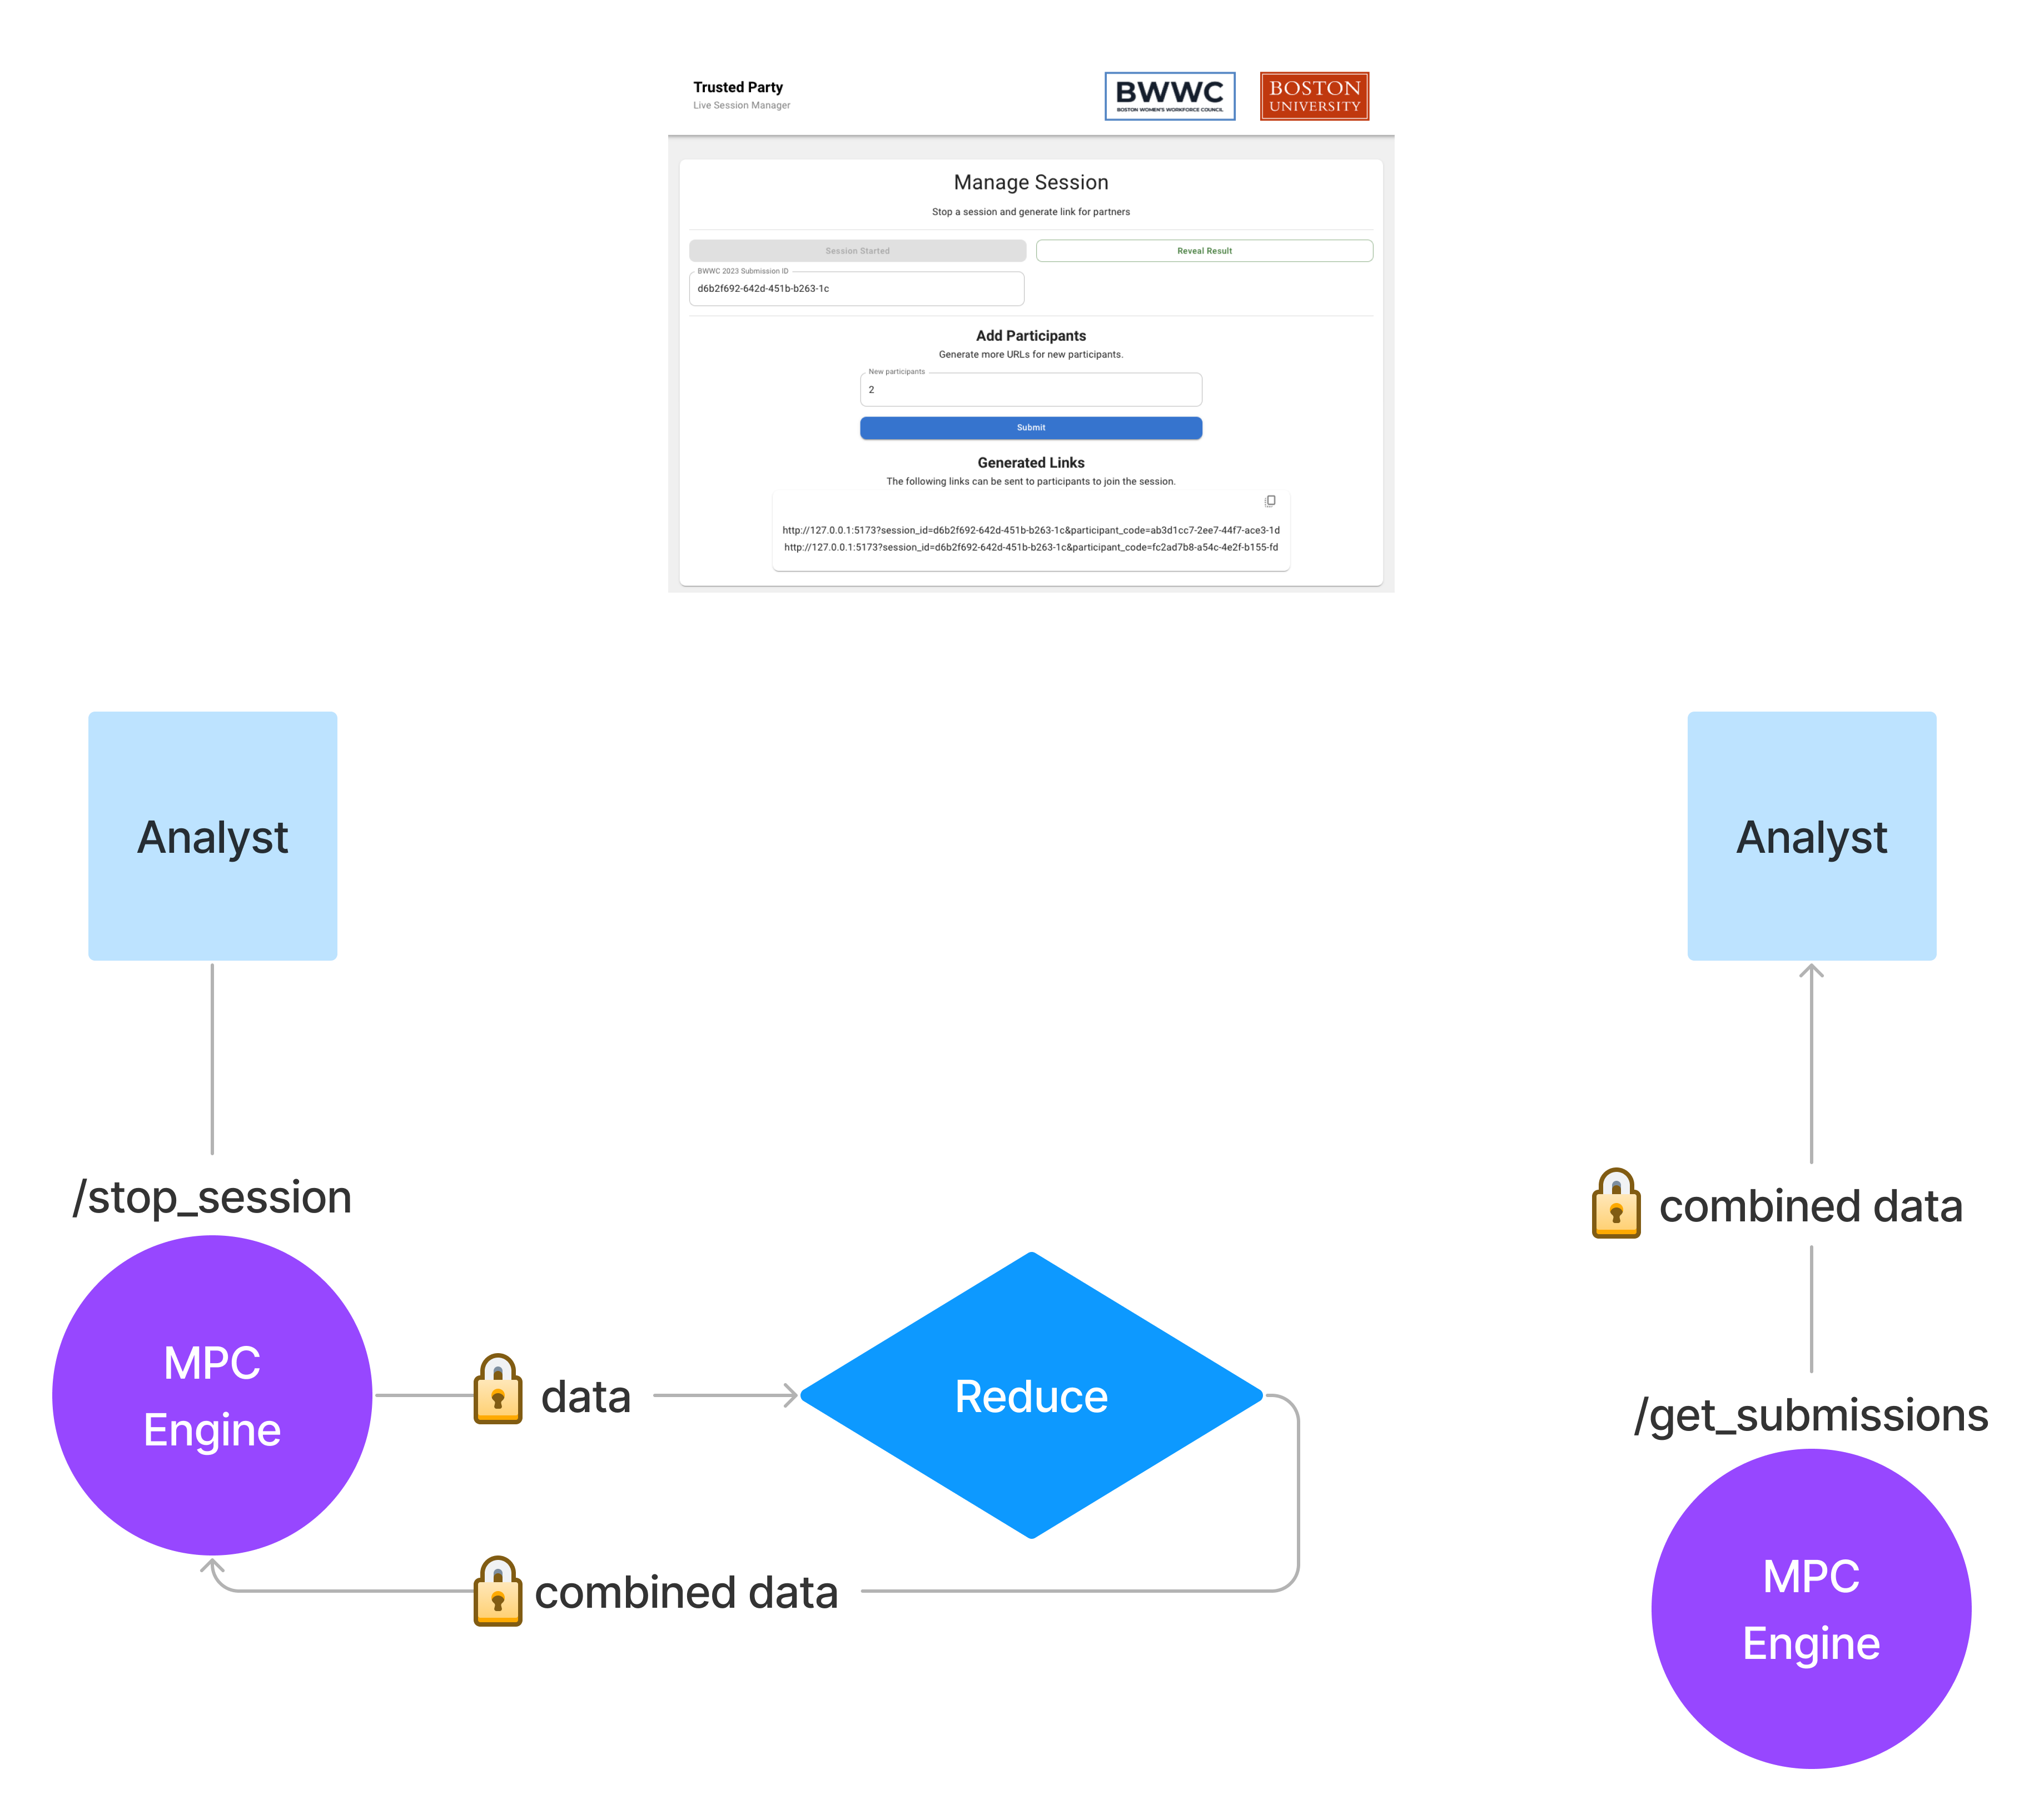 Trusted Party
Live Session Manager
BWWC
BOSTON WOMEN'S WORKFORCE COUNCIL
BOSTON
UNIVERSITY
Manage Session
Stop a session and generate link for partners
Session Started
Reveal Result
BWWC 2023 Submission ID
d6b2f692-642d-451b-b263-1c
Add Participants
Generate more URLs for new participants.
New participants
2
Submit
Generated Links
The following links can be sent to participants to join the session.
http://127.0.0.1:5173?session_id=d6b2f692-642d-451b-b263-1c&participant_code=ab3d1cc7-2ee7-44f7-ace3-1d
http://127.0.0.1:5173?session_id=d6b2f692-642d-451b-b263-1c&participant_code=fc2ad7b8-a54c-4e2f-b155-fd
Analyst
/stop_session
MPC
Engine
data
Reduce
combined data
Analyst
combined data
/get_submissions
MPC
Engine